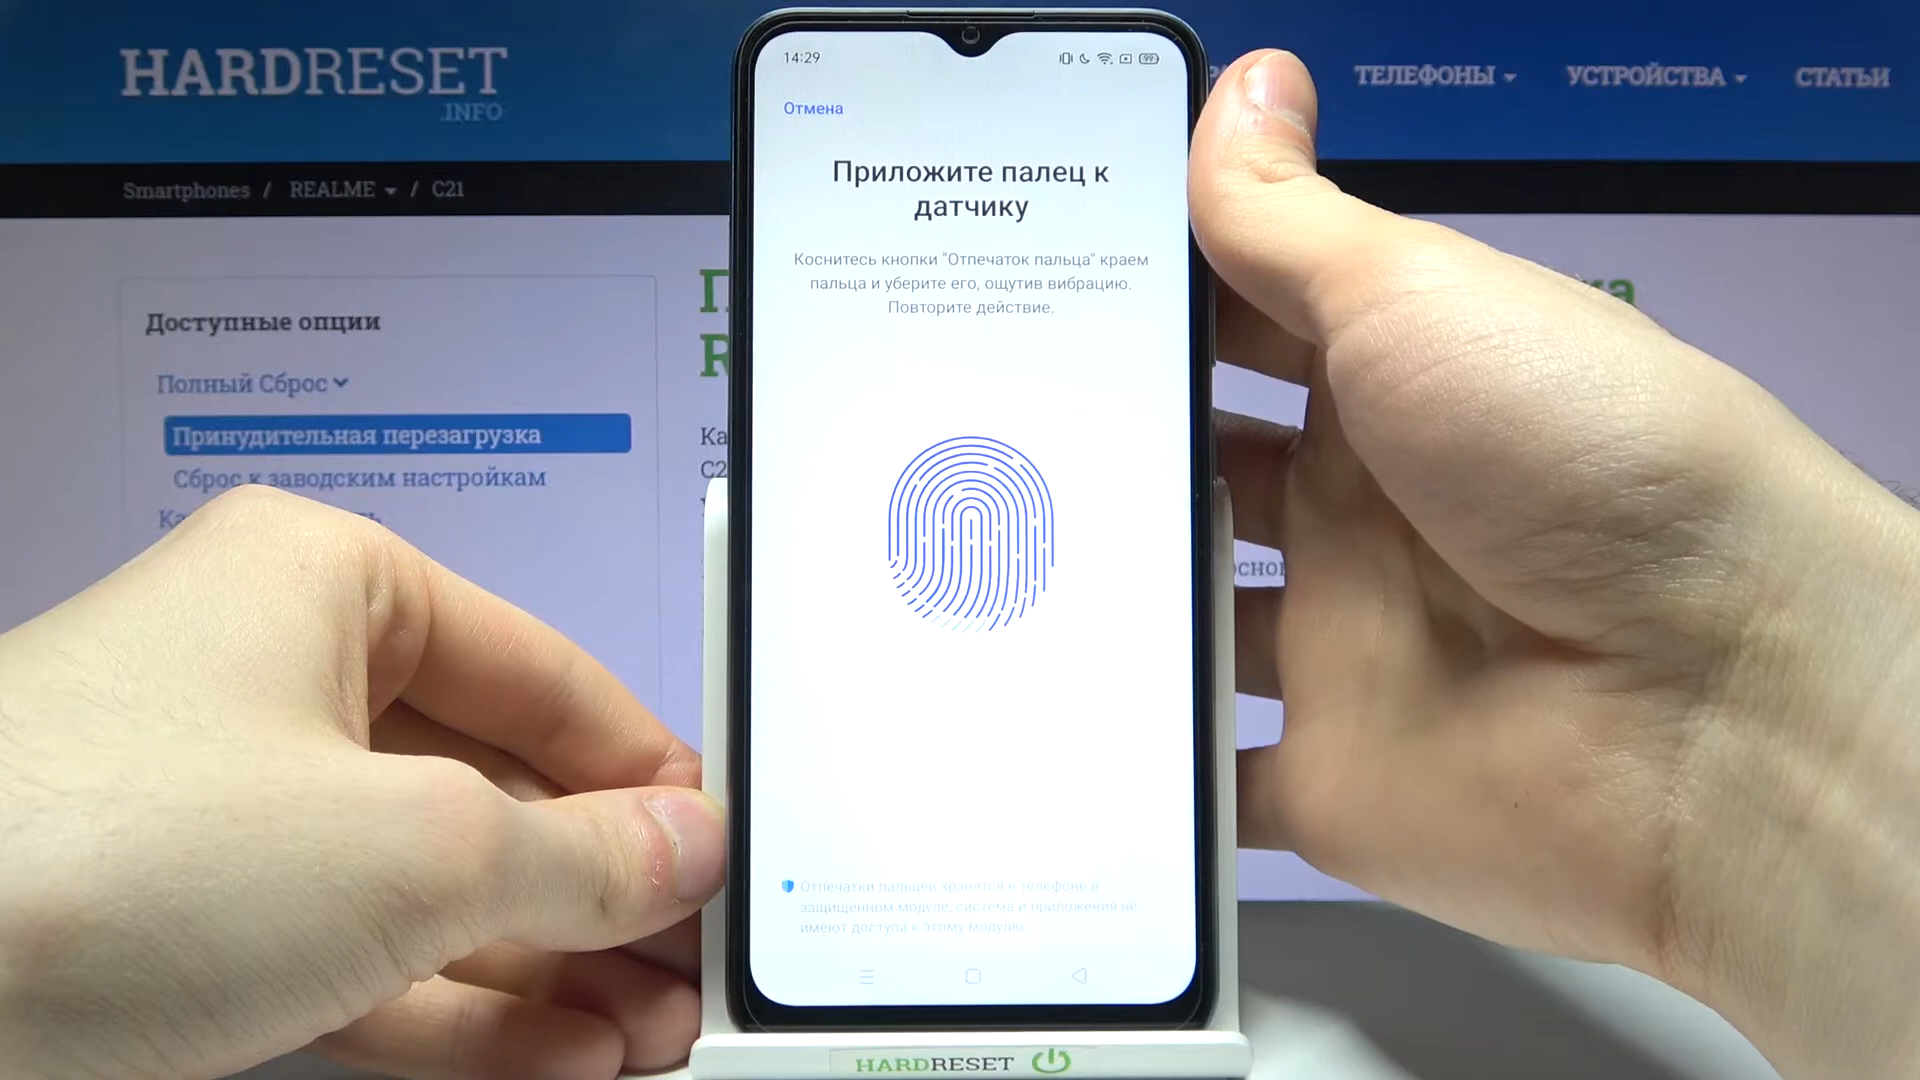 HARDRESET
.INFO
ТЕЛЕФОНЫ
УСТРОЙСТВА
СТАТЬИ
Smartphones / REALME / C21
Доступные опции
Полный Сброс
Принудительная перезагрузка
Сброс к заводским настройкам
14:29
99
Отмена
Приложите палец к
датчику
Коснитесь кнопки "Отпечаток пальца" краем
пальца и уберите его, ощутив вибрацию.
Повторите действие.
Отпечатки пальцев хранятся в телефоне в
защищенном модуле; система и приложения не
имеют доступа к этому модулю.
HARDRESET